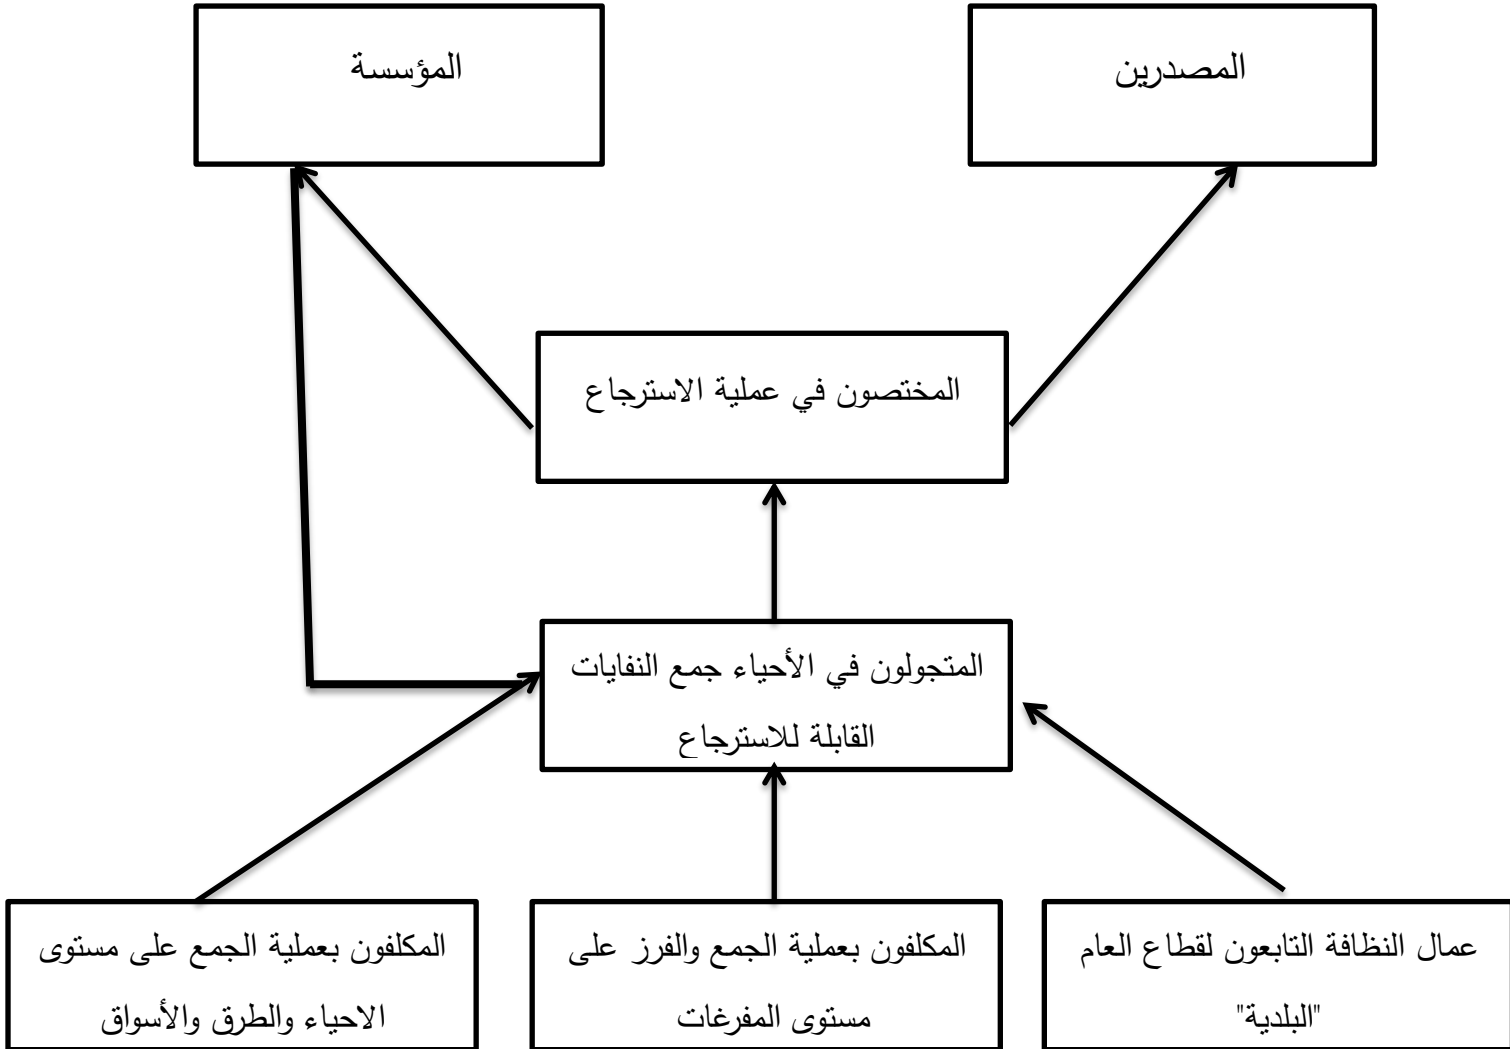 المصدرين
المؤسسة
المختصون في عملية الاسترجاع
المتجولون في الأحياء جمع النفايات
القابلة للاسترجاع
عمال النظافة التابعون لقطاع العام
"البلدية"
المكلفون بعملية الجمع والفرز على
مستوى المفرغات
المكلفون بعملية الجمع على مستوى
الاحياء والطرق والأسواق